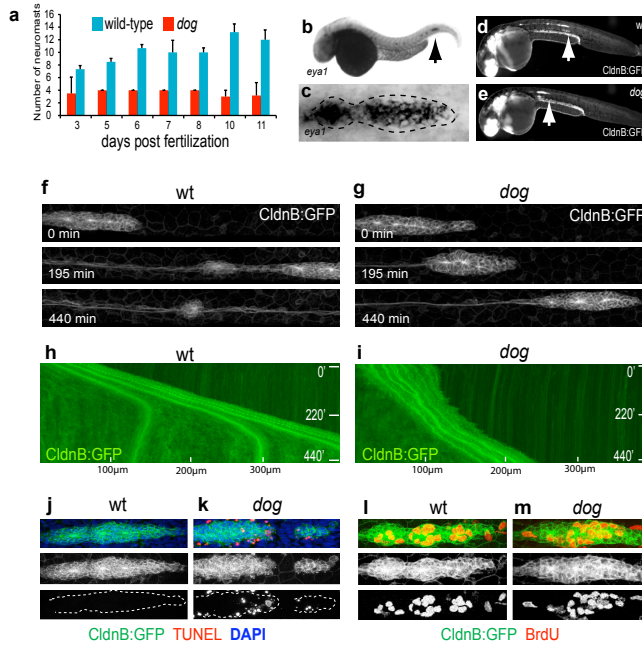 a
wild-type dog
Number of neuromasts
16
14
12
10
8
6
4
2
0
3 5 6 7 8 10 11
days post fertilization
b
eya1
c
eya1
d
CldnB:GFP
e
dog
CldnB:GFP
f
wt
CldnB:GFP
0 min
195 min
440 min
g
dog
CldnB:GFP
0 min
195 min
440 min
h
wt
0'
220'
440'
CldnB:GFP
100µm 200µm 300µm
i
dog
0'
220'
440'
CldnB:GFP
100µm 200µm 300µm
j
wt
k
dog
CldnB:GFP TUNEL DAPI
l
wt
m
dog
CldnB:GFP BrdU